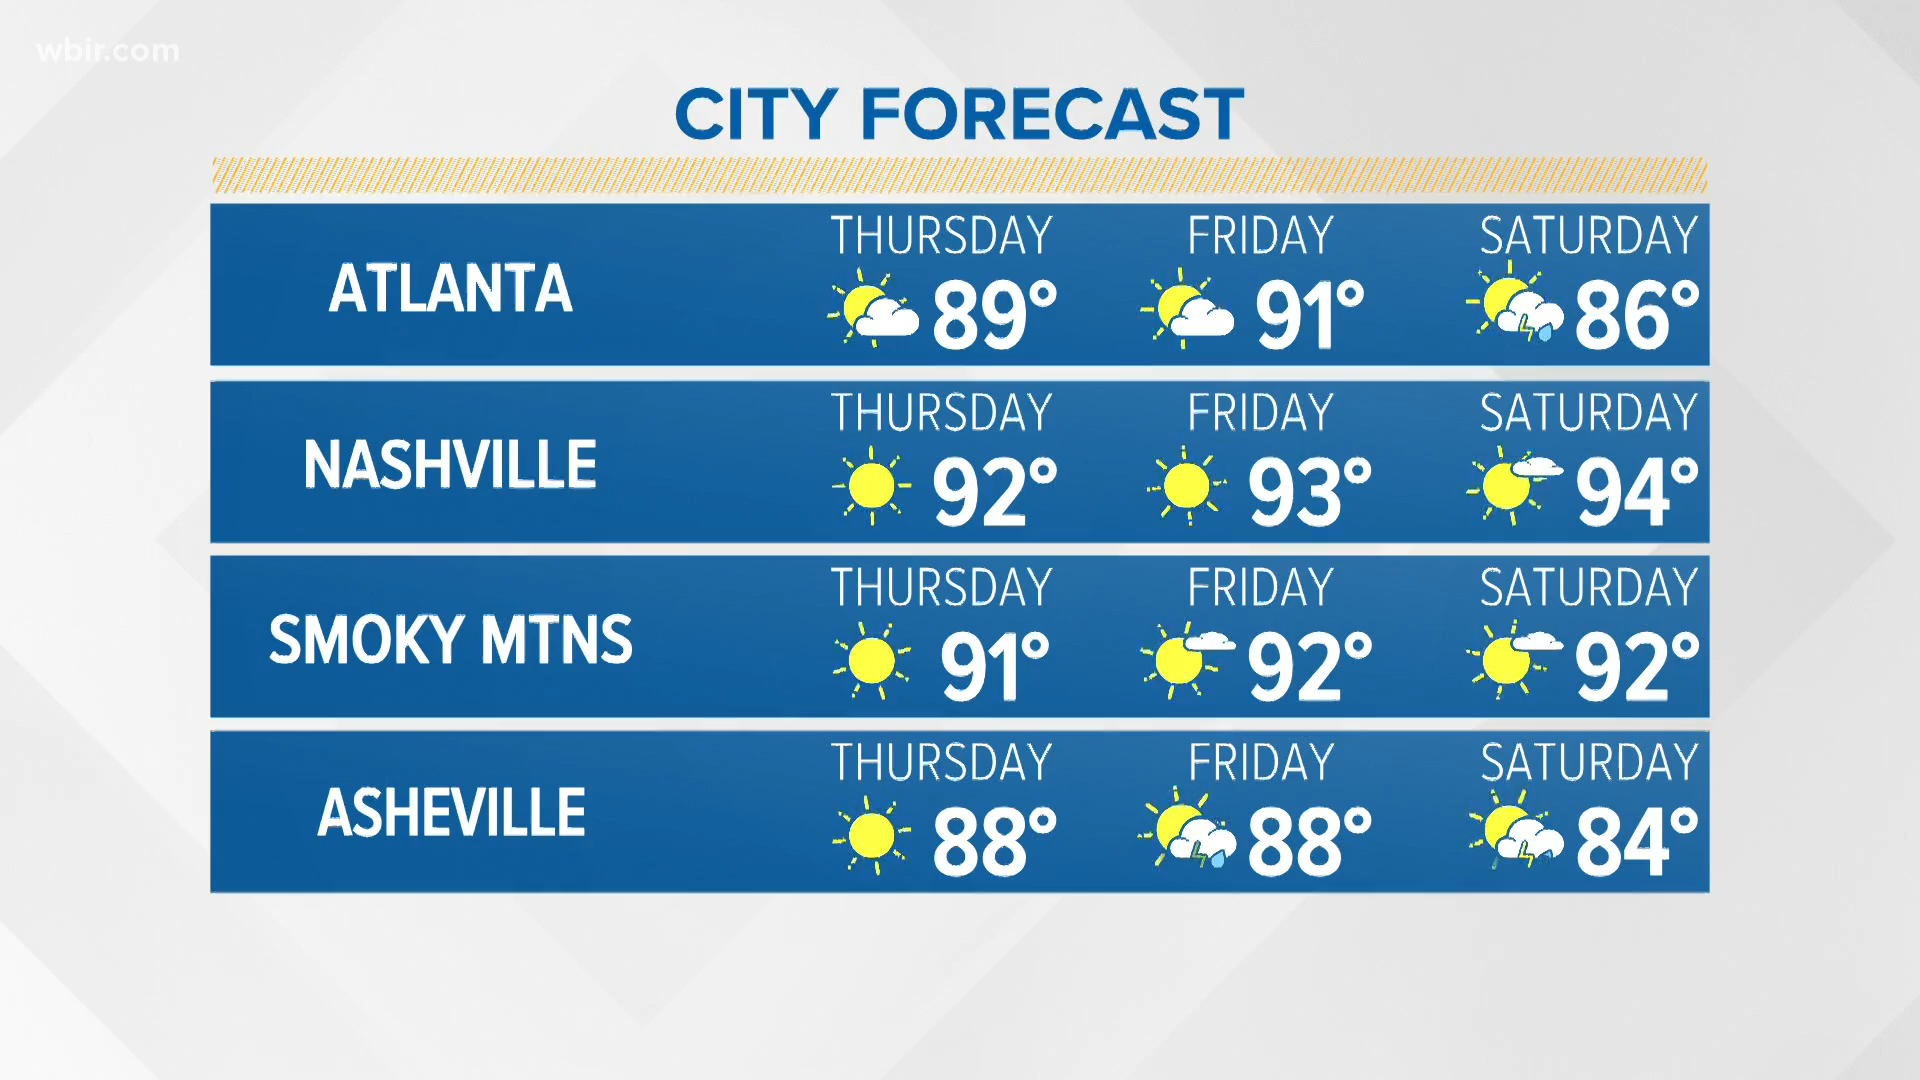 wbir.com
CITY FORECAST
ATLANTA
THURSDAY FRIDAY SATURDAY
89° 91° 86°
NASHVILLE
THURSDAY FRIDAY SATURDAY
92° 93° 94°
SMOKY MTNS
THURSDAY FRIDAY SATURDAY
91° 92° 92°
ASHEVILLE
THURSDAY FRIDAY SATURDAY
88° 88° 84°